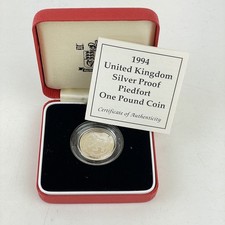 1994
United Kingdom
Silver Proof
Piedfort
One Pound Coin
Certificate of Authenticity